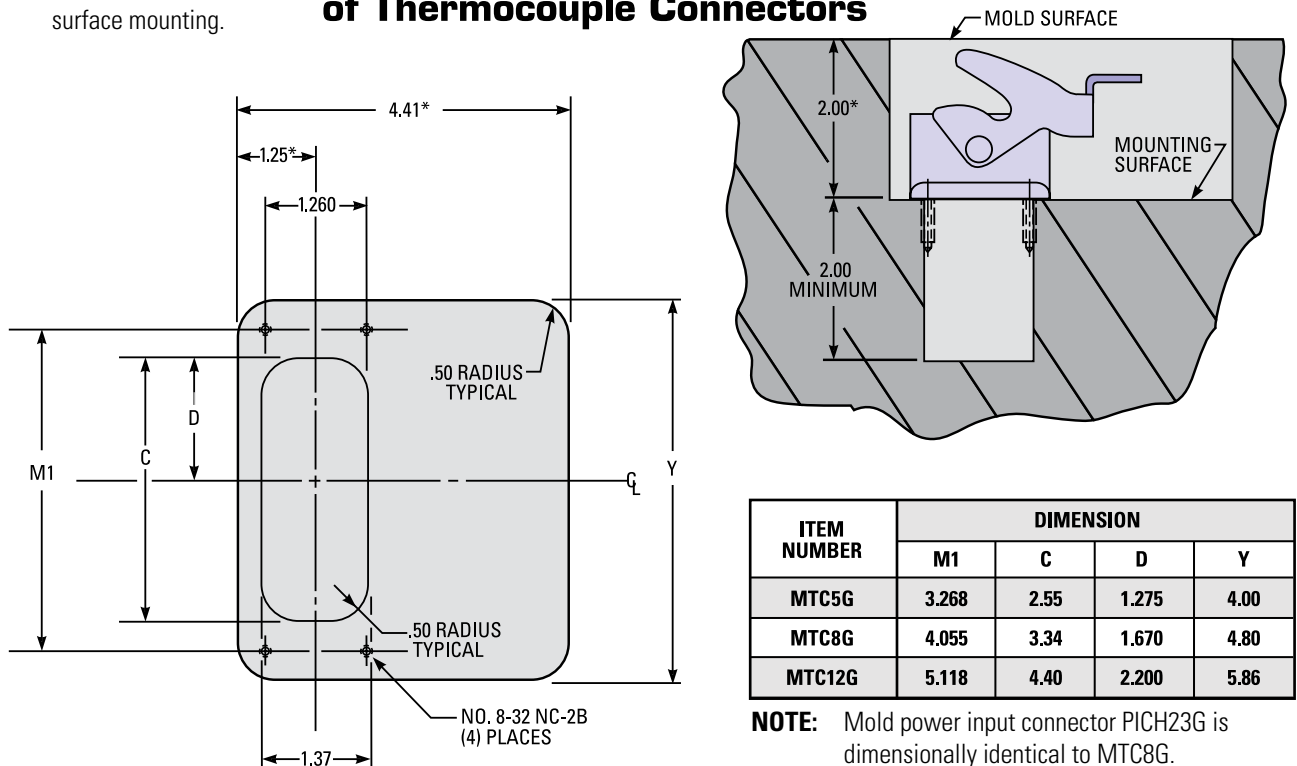 surface mounting.
of Thermocouple Connectors
4.41*
1.25*
1.260
.50 RADIUS
TYPICAL
D
C
M1
Y
CL
.50 RADIUS
TYPICAL
NO. 8-32 NC-2B
(4) PLACES
1.37
MOLD SURFACE
2.00*
MOUNTING
SURFACE
2.00
MINIMUM
ITEM NUMBER DIMENSION
M1 C D Y
MTC5G 3.268 2.55 1.275 4.00
MTC8G 4.055 3.34 1.670 4.80
MTC12G 5.118 4.40 2.200 5.86
NOTE: Mold power input connector PICH23G is
dimensionally identical to MTC8G.